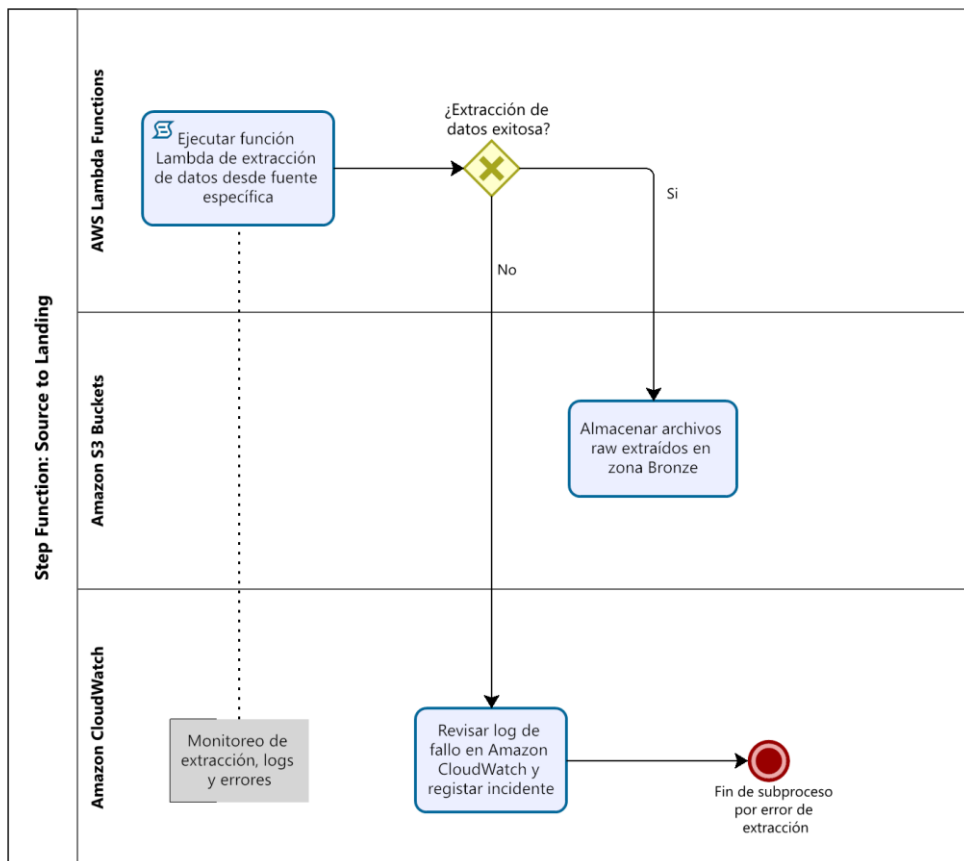 Step Function: Source to Landing
AWS Lambda Functions
Ejecutar función
Lambda de extracción
de datos desde fuente
específica
¿Extracción de
datos exitosa?
Si
No
Amazon S3 Buckets
Almacenar archivos
raw extraídos en
zona Bronze
Amazon CloudWatch
Monitoreo de
extracción, logs
y errores
Revisar log de
fallo en Amazon
CloudWatch y
registar incidente
Fin de subproceso
por error de
extracción